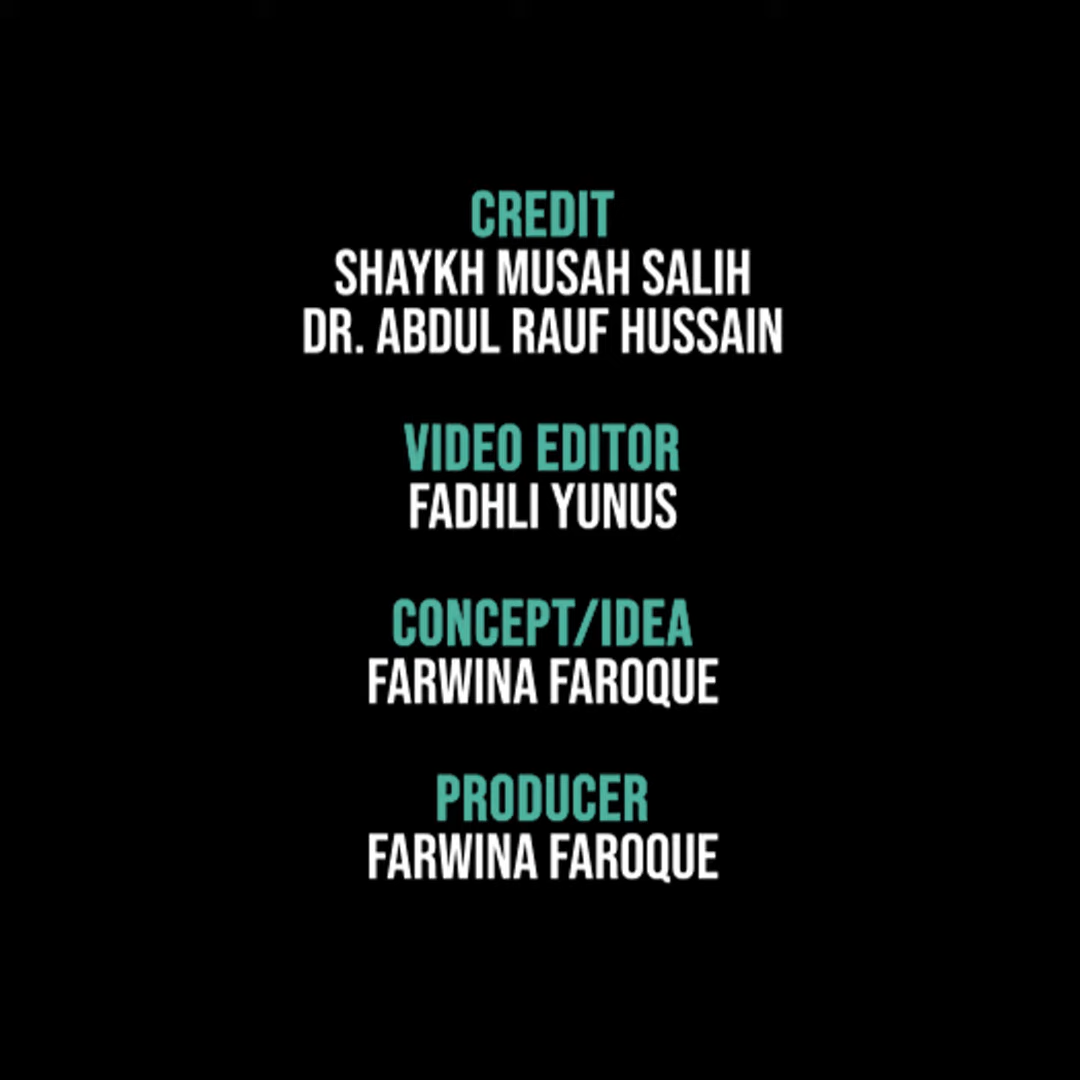 CREDIT
SHAYKH MUSAH SALIH
DR. ABDUL RAUF HUSSAIN
VIDEO EDITOR
FADHLI YUNUS
CONCEPT/IDEA
FARWINA FAROQUE
PRODUCER
FARWINA FAROQUE